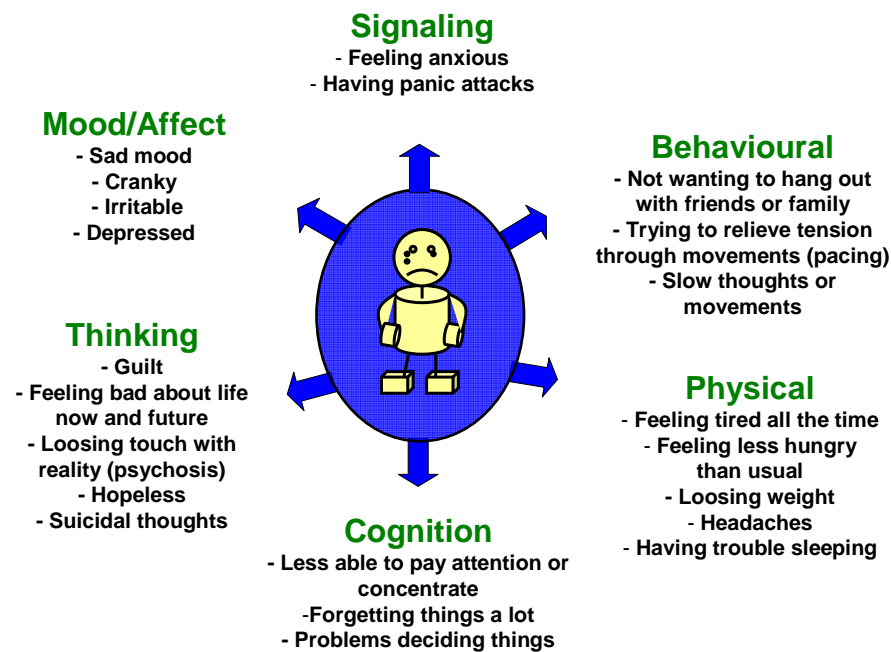 Signaling
- Feeling anxious
- Having panic attacks
Mood/Affect
- Sad mood
- Cranky
- Irritable
- Depressed
Behavioural
- Not wanting to hang out
with friends or family
- Trying to relieve tension
through movements (pacing)
- Slow thoughts or
movements
Thinking
- Guilt
- Feeling bad about life
now and future
- Loosing touch with
reality (psychosis)
- Hopeless
- Suicidal thoughts
Physical
- Feeling tired all the time
- Feeling less hungry
than usual
- Loosing weight
- Headaches
- Having trouble sleeping
Cognition
- Less able to pay attention or
concentrate
-Forgetting things a lot
- Problems deciding things